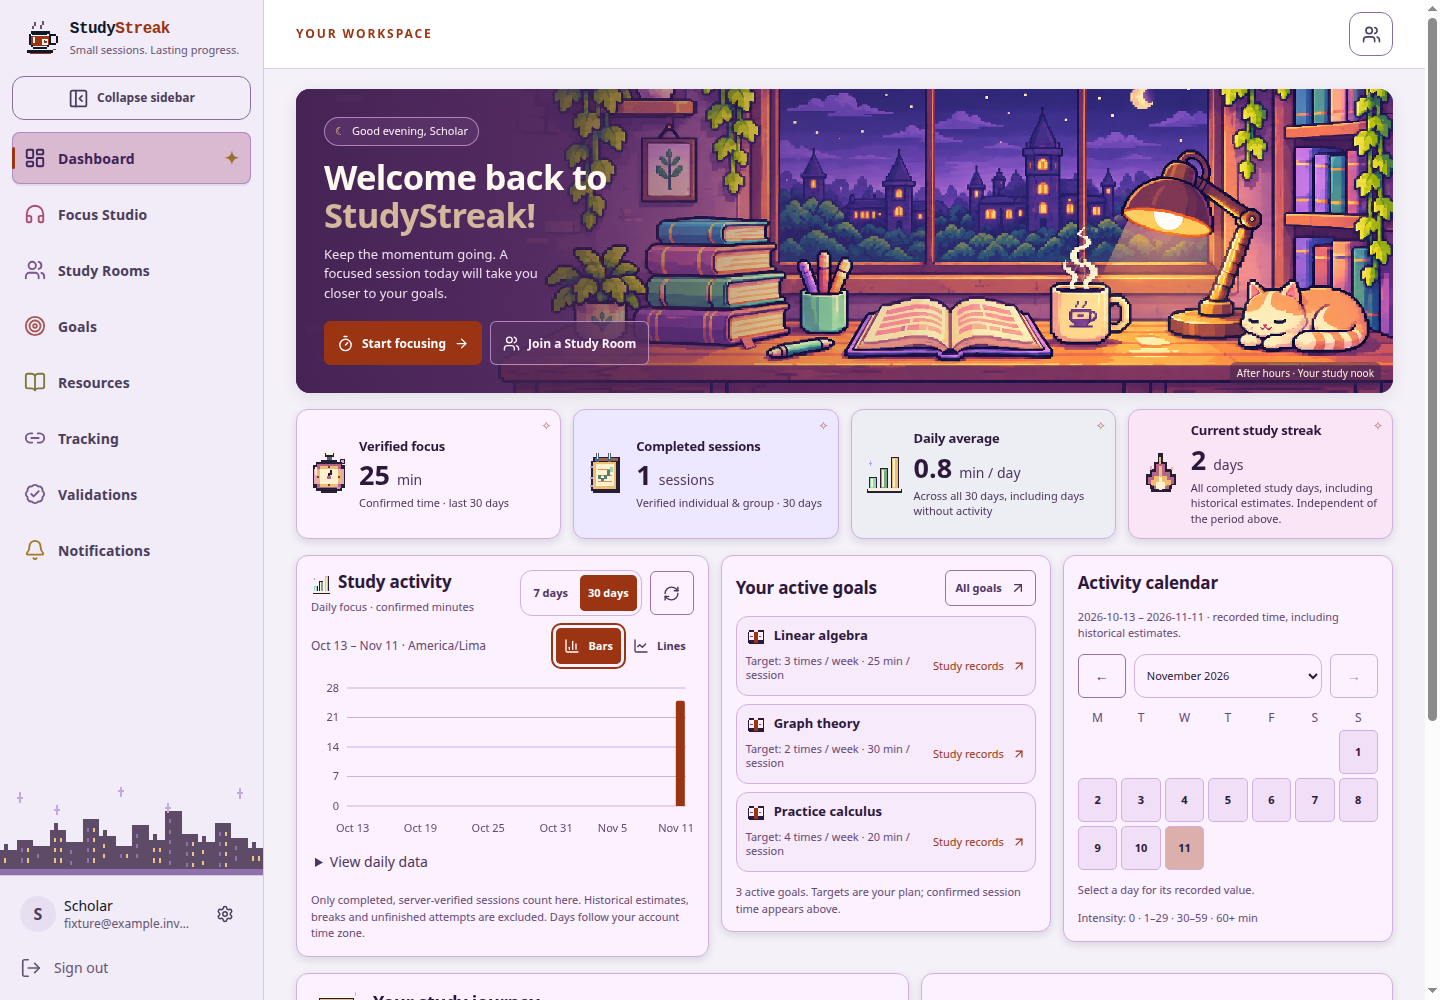 StudyStreak
Small sessions. Lasting progress.
Collapse sidebar
Dashboard
Focus Studio
Study Rooms
Goals
Resources
Tracking
Validations
Notifications
S
Scholar
fixture@example.inv...
Sign out
YOUR WORKSPACE
Good evening, Scholar
Welcome back to
StudyStreak!
Keep the momentum going. A
focused session today will take you
closer to your goals.
Start focusing
Join a Study Room
After hours · Your study nook
Verified focus
25 min
Confirmed time · last 30 days
Completed sessions
1 sessions
Verified individual & group · 30 days
Daily average
0.8 min / day
Across all 30 days, including days
without activity
Current study streak
2 days
All completed study days, including
historical estimates. Independent of
the period above.
Study activity
Daily focus · confirmed minutes
7 days 30 days
Oct 13 – Nov 11 · America/Lima
Bars Lines
28
21
14
7
0
Oct 13 Oct 19 Oct 25 Oct 31 Nov 5 Nov 11
View daily data
Only completed, server-verified sessions count here. Historical estimates,
breaks and unfinished attempts are excluded. Days follow your account
time zone.
Your active goals
All goals
Linear algebra
Target: 3 times / week · 25 min /
session
Study records
Graph theory
Target: 2 times / week · 30 min /
session
Study records
Practice calculus
Target: 4 times / week · 20 min /
session
Study records
3 active goals. Targets are your plan; confirmed session
time appears above.
Activity calendar
2026-10-13 – 2026-11-11 · recorded time, including
historical estimates.
← November 2026 →
M T W T F S S
1
2 3 4 5 6 7 8
9 10 11
Select a day for its recorded value.
Intensity: 0 · 1–29 · 30–59 · 60+ min
Your study journey